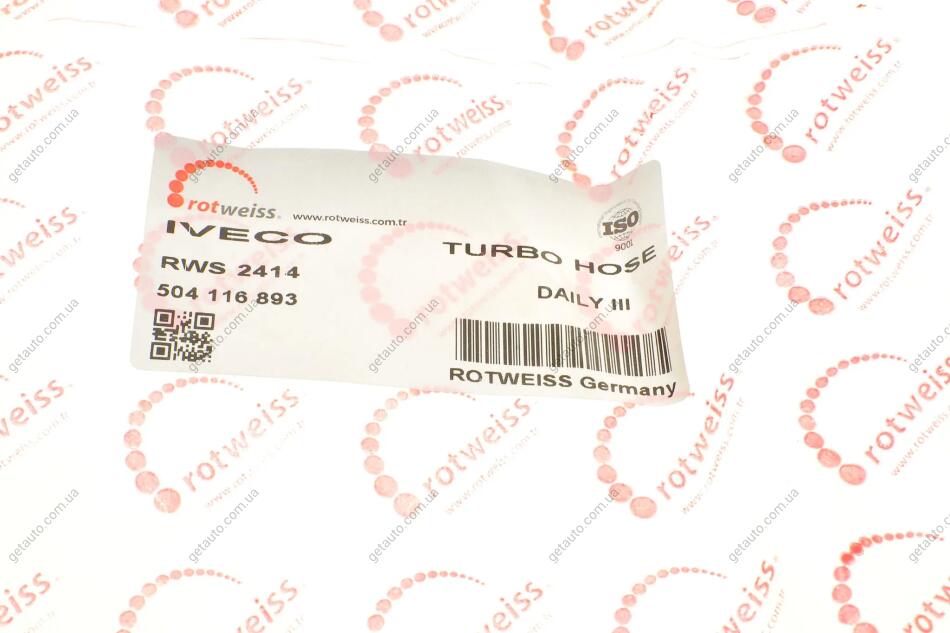 rotweiss®
www.rotweiss.com.tr
ISO
9001
IVECO
TURBO HOSE
RWS 2414
DAILY III
504 116 893
ROTWEISS Germany
rotweiss
www.rotweiss.com.tr
getauto.com.ua